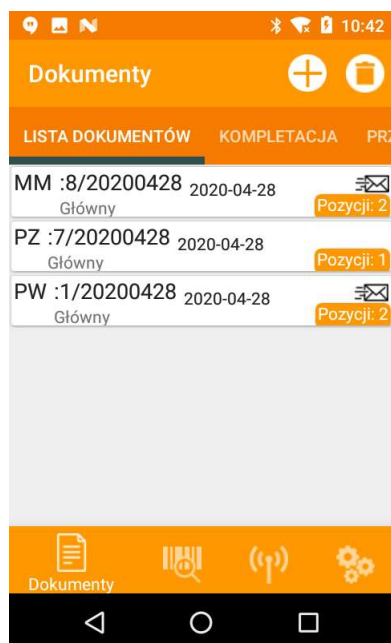 10:42
Dokumenty
LISTA DOKUMENTÓW KOMPLETACJA PRZ
MM :8/20200428 2020-04-28
Główny Pozycji: 2
PZ :7/20200428 2020-04-28
Główny Pozycji: 1
PW :1/20200428 2020-04-28
Główny Pozycji: 2
Dokumenty